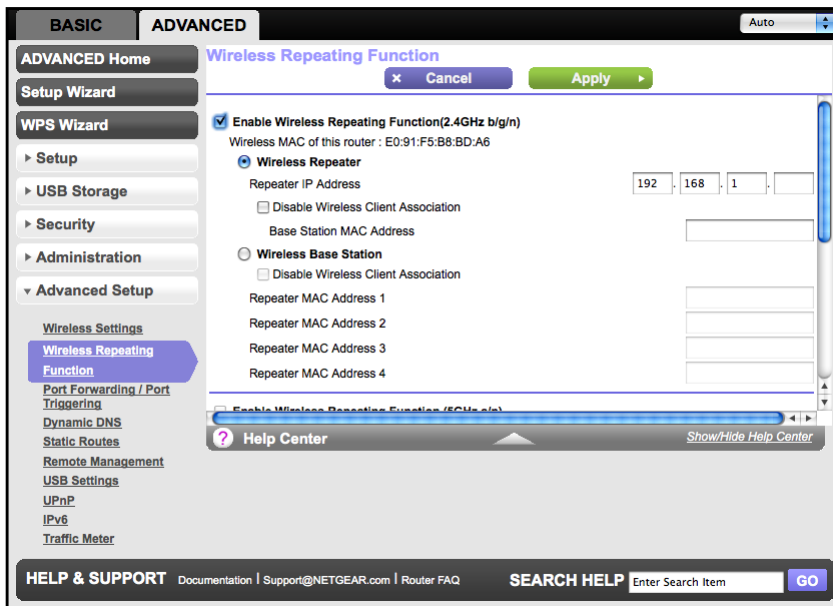 BASIC
ADVANCED
Auto
ADVANCED Home
Setup Wizard
WPS Wizard
Setup
USB Storage
Security
Administration
Advanced Setup
Wireless Settings
Wireless Repeating
Function
Port Forwarding / Port
Triggering
Dynamic DNS
Static Routes
Remote Management
USB Settings
UPnP
IPv6
Traffic Meter
Wireless Repeating Function
× Cancel
Apply
Enable Wireless Repeating Function(2.4GHz b/g/n)
Wireless MAC of this router : E0:91:F5:B8:BD:A6
Wireless Repeater
Repeater IP Address 192 . 168 . 1 .
Disable Wireless Client Association
Base Station MAC Address
Wireless Base Station
Disable Wireless Client Association
Repeater MAC Address 1
Repeater MAC Address 2
Repeater MAC Address 3
Repeater MAC Address 4
Enable Wireless Repeating Function (5GHz a/n)
? Help Center
Show/Hide Help Center
HELP & SUPPORT Documentation | Support@NETGEAR.com | Router FAQ
SEARCH HELP Enter Search Item GO